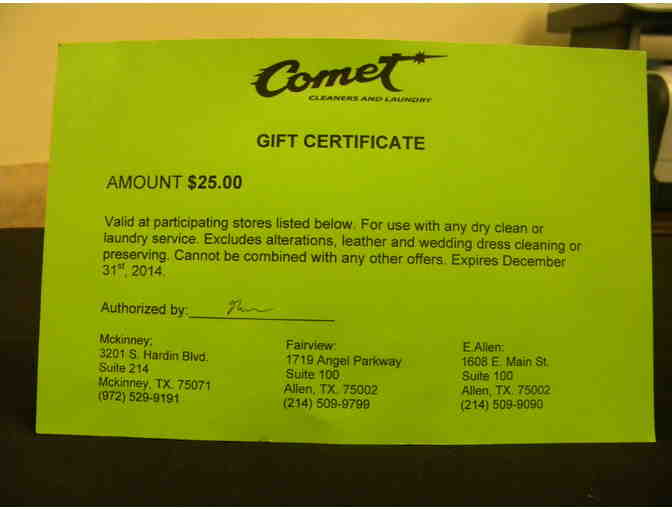 Comet
CLEANERS AND LAUNDRY
GIFT CERTIFICATE
AMOUNT $25.00
Valid at participating stores listed below. For use with any dry clean or
laundry service. Excludes alterations, leather and wedding dress cleaning or
preserving. Cannot be combined with any other offers. Expires December
31st, 2014.
Authorized by:
Mckinney:
3201 S. Hardin Blvd.
Suite 214
Mckinney, TX. 75071
(972) 529-9191
Fairview:
1719 Angel Parkway
Suite 100
Allen, TX. 75002
(214) 509-9799
E.Allen:
1608 E. Main St.
Suite 100
Allen, TX. 75002
(214) 509-9090